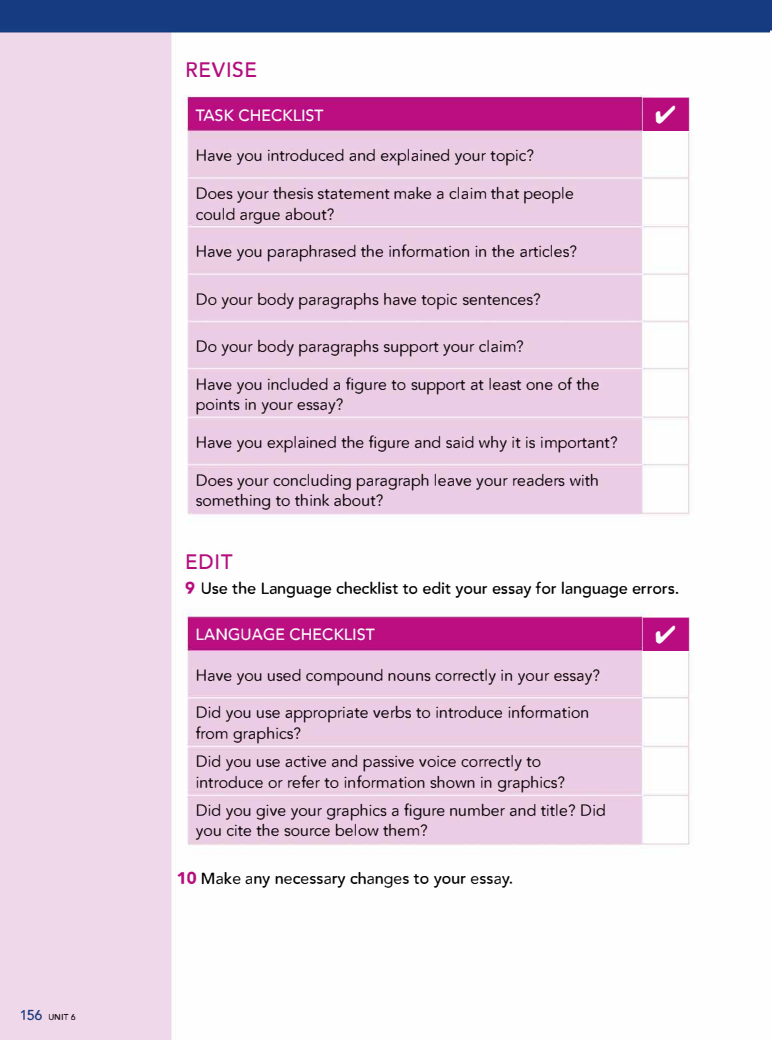 REVISE
TASK CHECKLIST ✔
Have you introduced and explained your topic?
Does your thesis statement make a claim that people
could argue about?
Have you paraphrased the information in the articles?
Do your body paragraphs have topic sentences?
Do your body paragraphs support your claim?
Have you included a figure to support at least one of the
points in your essay?
Have you explained the figure and said why it is important?
Does your concluding paragraph leave your readers with
something to think about?
EDIT
9 Use the Language checklist to edit your essay for language errors.
LANGUAGE CHECKLIST ✔
Have you used compound nouns correctly in your essay?
Did you use appropriate verbs to introduce information
from graphics?
Did you use active and passive voice correctly to
introduce or refer to information shown in graphics?
Did you give your graphics a figure number and title? Did
you cite the source below them?
10 Make any necessary changes to your essay.
156 UNIT 6